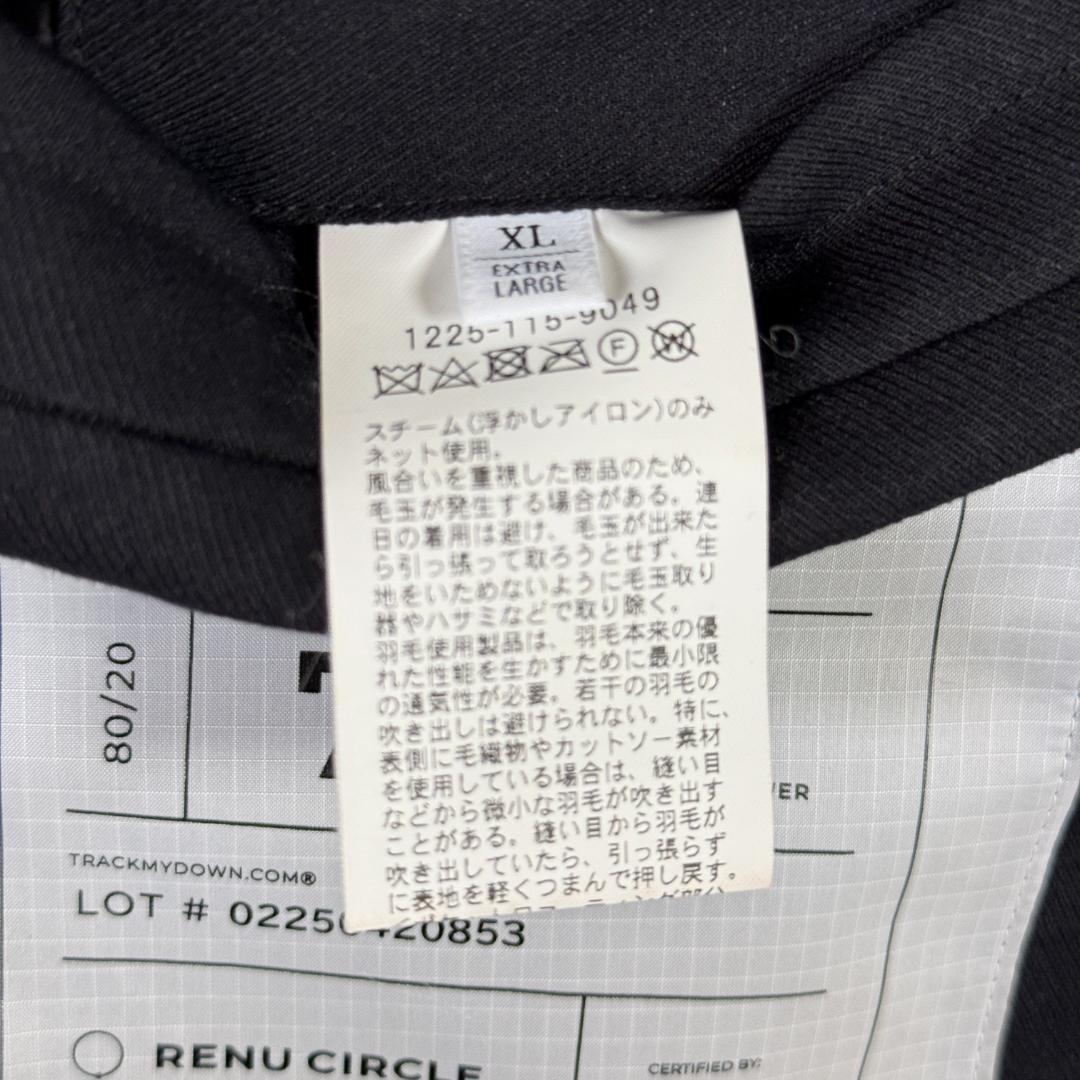 XL
EXTRA
LARGE
1225-115-9049
F
W
スチーム(浮かしアイロン)のみ
ネット使用.
風合いを重視した商品のため、
毛玉が発生する場合がある。連
日の着用は避け、毛玉が出来た
ら引っ張って取ろうとせず、生
地をいためないように毛玉取り
器やハサミなどで取り除く。
羽毛使用製品は、羽毛本来の優
れた性能を生かすために最小限
の通気性が必要。若干の羽毛の
吹き出しは避けられない。特に、
表側に毛織物やカットソー素材
を使用している場合は、縫い目
などから微小な羽毛が吹き出す
ことがある。縫い目から羽毛が
吹き出していたら、引っ張らず
に表地を軽くつまんで押し戻す。
80/20
ER
TRACKMYDOWN.COM®
LOT # 0225 420853
RENU CIRCLE
CERTIFIED BY: